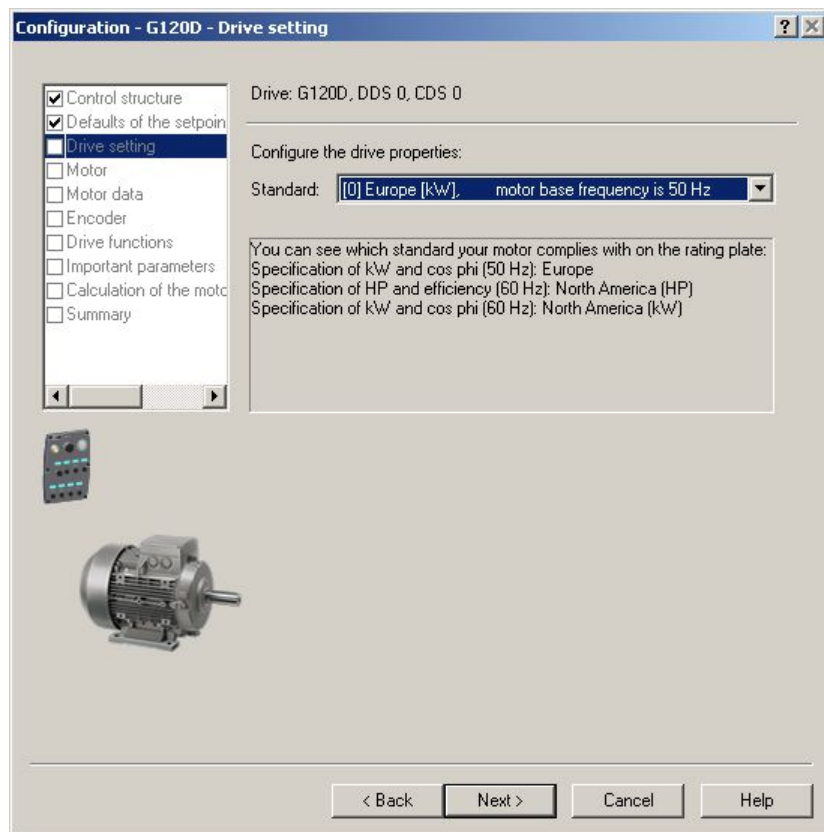 Configuration - G120D - Drive setting
Control structure
Defaults of the setpoin
Drive setting
Motor
Motor data
Encoder
Drive functions
Important parameters
Calculation of the moto
Summary
Drive: G120D, DDS 0, CDS 0
Configure the drive properties:
Standard: [0] Europe [kW], motor base frequency is 50 Hz
You can see which standard your motor complies with on the rating plate:
Specification of kW and cos phi (50 Hz): Europe
Specification of HP and efficiency (60 Hz): North America (HP)
Specification of kW and cos phi (60 Hz): North America (kW)
< Back Next > Cancel Help